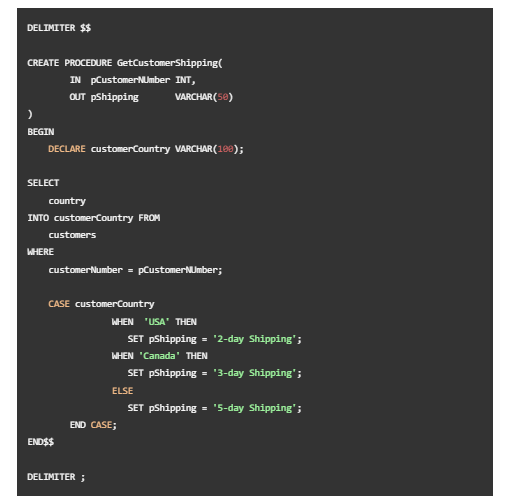 DELIMITER $$
CREATE PROCEDURE GetCustomerShipping(
IN  pCustomerNUmber INT,
OUT pShipping       VARCHAR(50)
)
BEGIN
DECLARE customerCountry VARCHAR(100);
SELECT
country
INTO customerCountry FROM
customers
WHERE
customerNumber = pCustomerNUmber;
CASE customerCountry
WHEN  'USA' THEN
SET pShipping = '2-day Shipping';
WHEN 'Canada' THEN
SET pShipping = '3-day Shipping';
ELSE
SET pShipping = '5-day Shipping';
END CASE;
END$$
DELIMITER ;